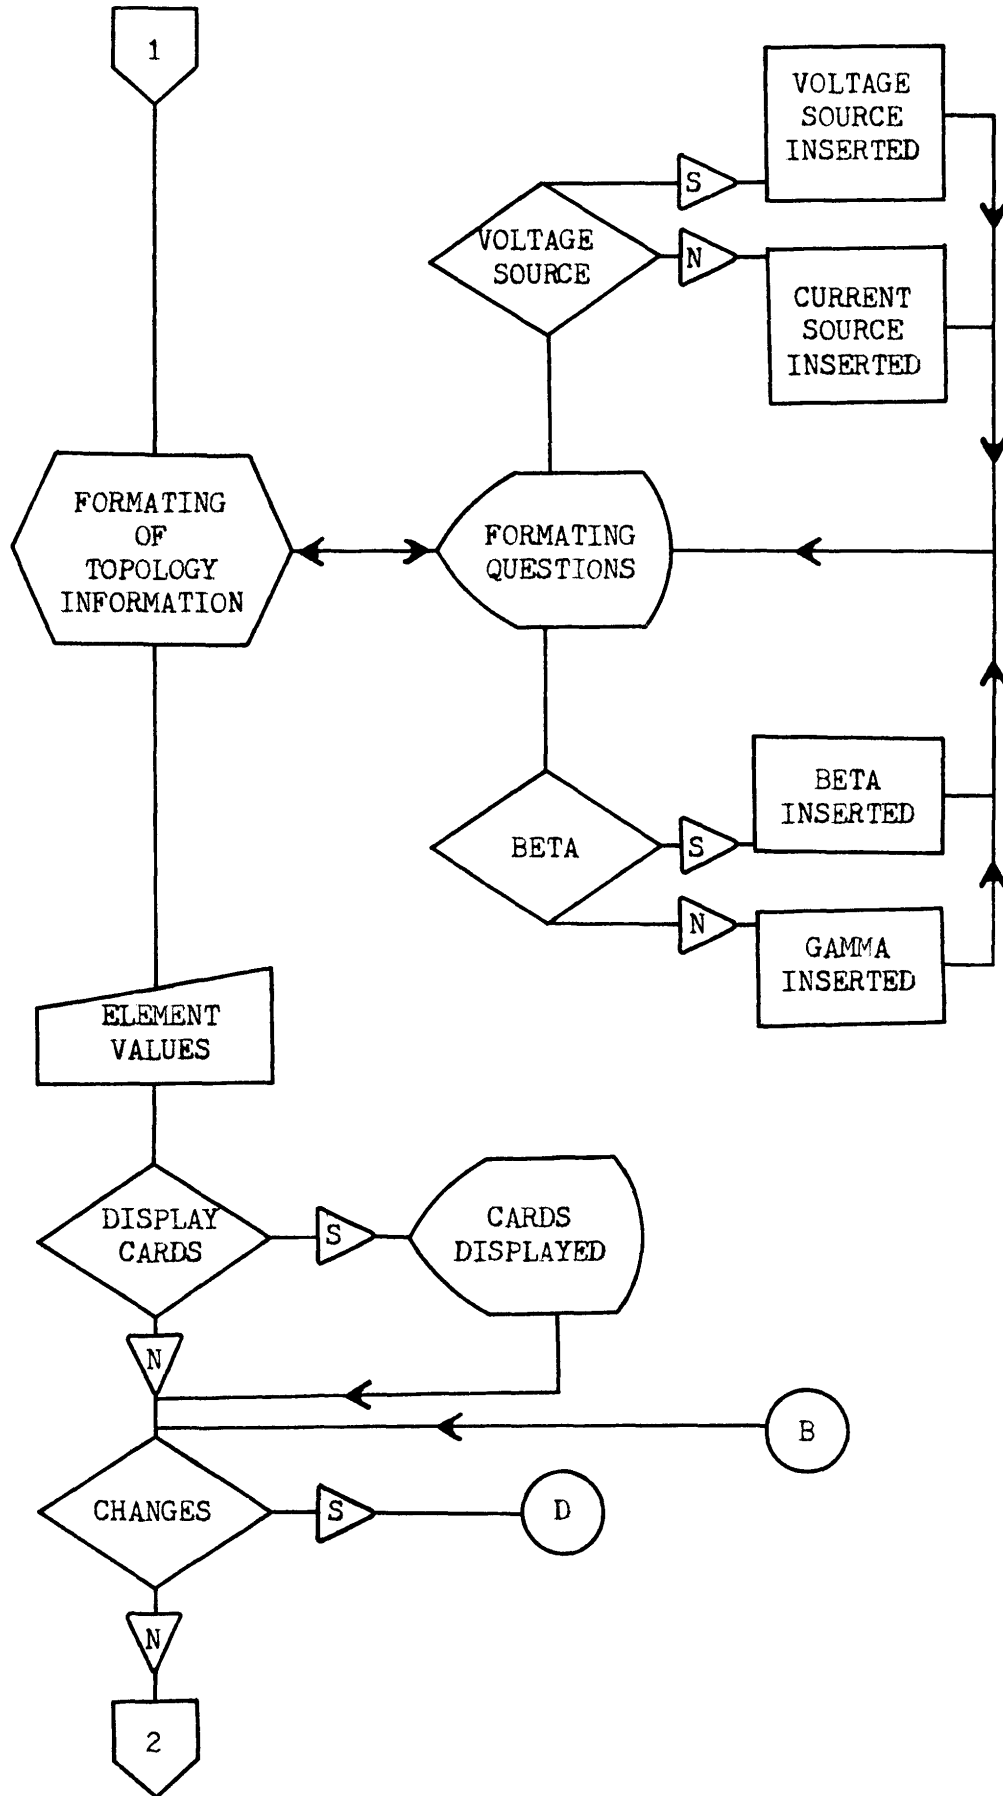 1
VOLTAGE
SOURCE
INSERTED
S
VOLTAGE
SOURCE
N
CURRENT
SOURCE
INSERTED
FORMATING
OF
TOPOLOGY
INFORMATION
FORMATING
QUESTIONS
BETA
INSERTED
BETA
S
N
GAMMA
INSERTED
ELEMENT
VALUES
DISPLAY
CARDS
S
CARDS
DISPLAYED
N
B
CHANGES
S
D
N
2